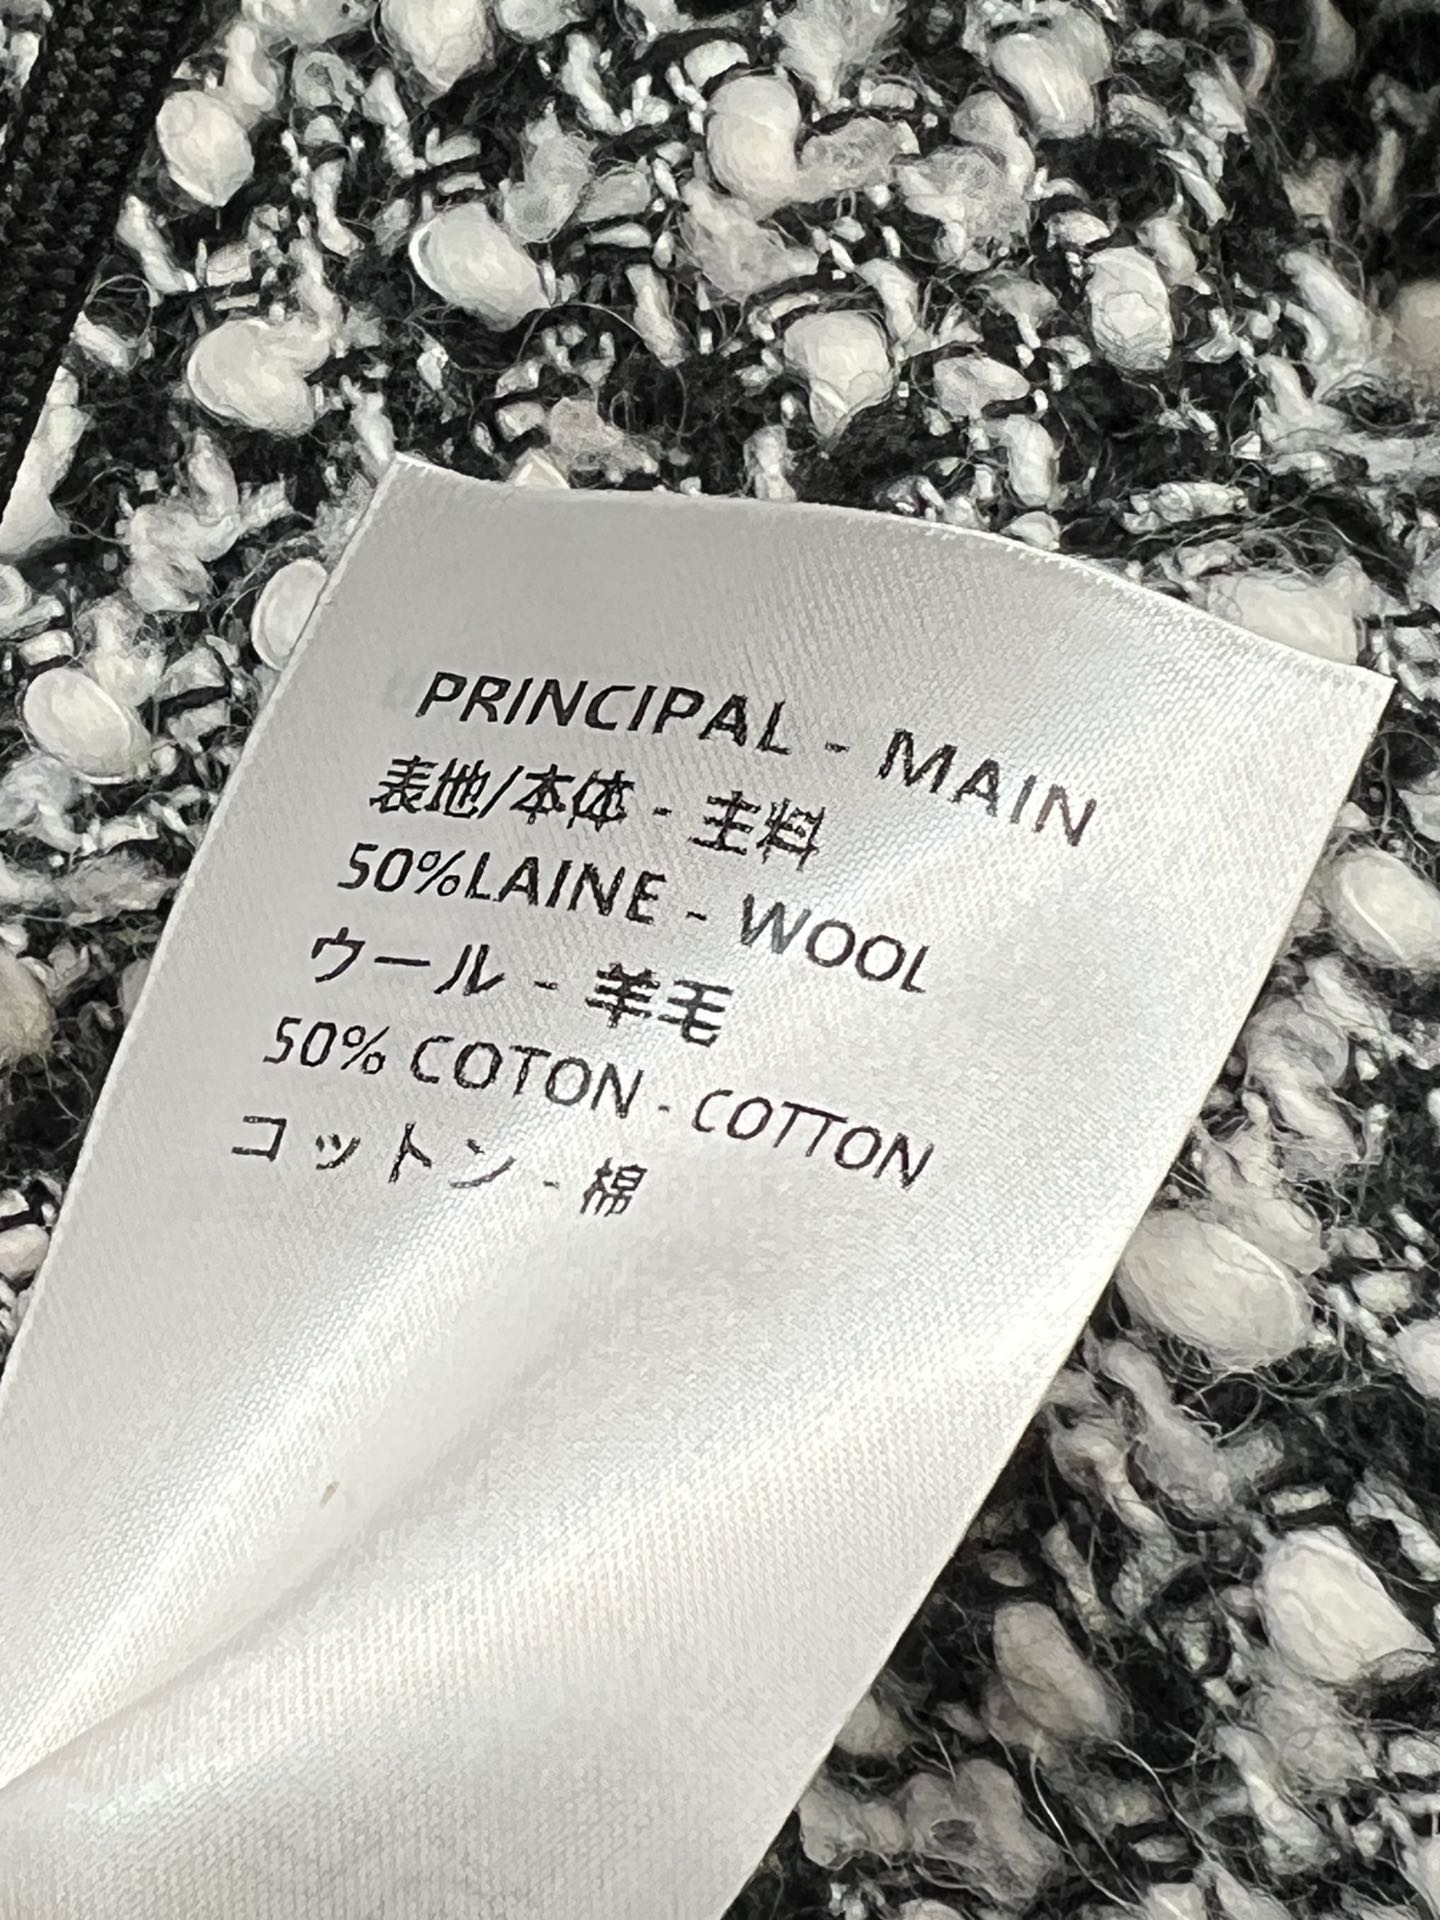 PRINCIPAL - MAIN
表地/本体 - 主料
50%LAINE - WOOL
ウール - 羊毛
50% COTON - COTTON
コットン - 棉